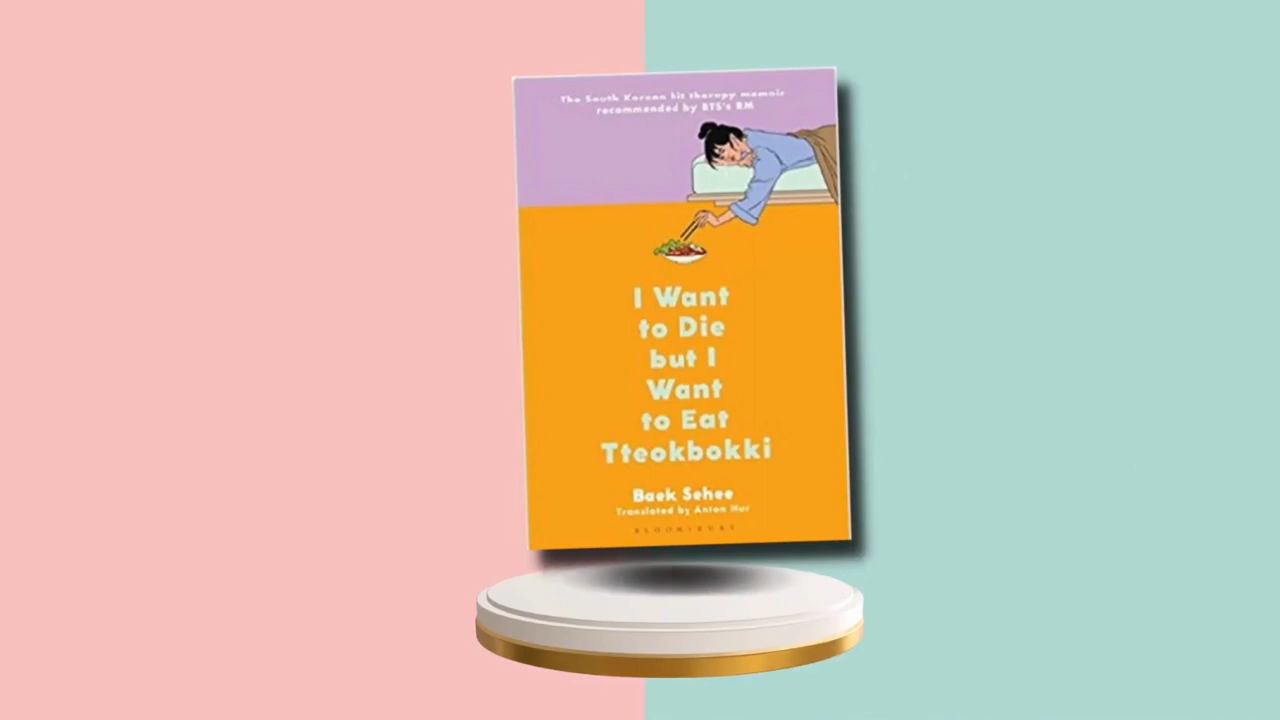 The South Korean hit therapy memoir
recommended by BTS's RM
I Want
to Die
but I
Want
to Eat
Tteokbokki
Baek Sehee
Translated by Anton Hur
BLOOMSBURY